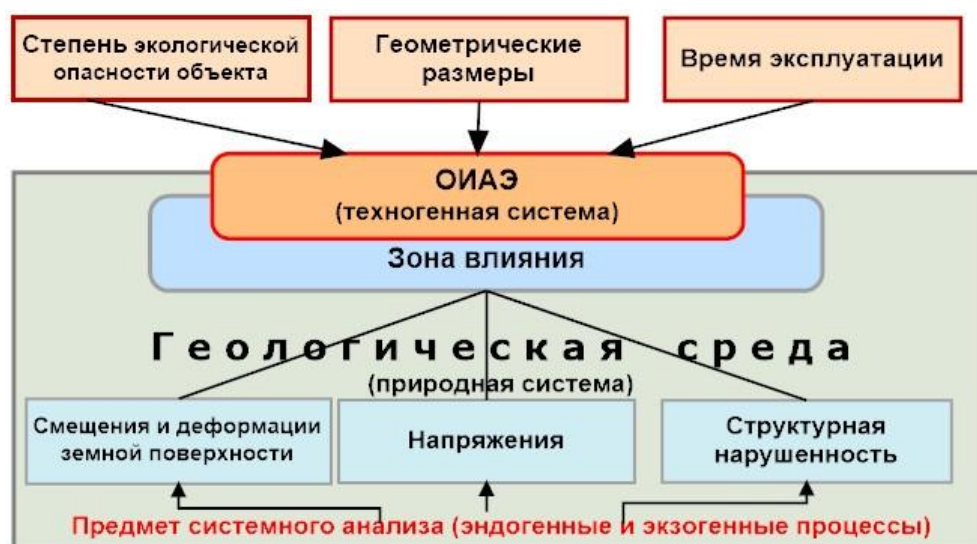 Степень экологической
опасности объекта
Геометрические
размеры
Время эксплуатации
ОИАЭ
(техногенная система)
Зона влияния
Геологическая среда
(природная система)
Смещения и деформации
земной поверхности
Напряжения
Структурная
нарушенность
Предмет системного анализа (эндогенные и экзогенные процессы)